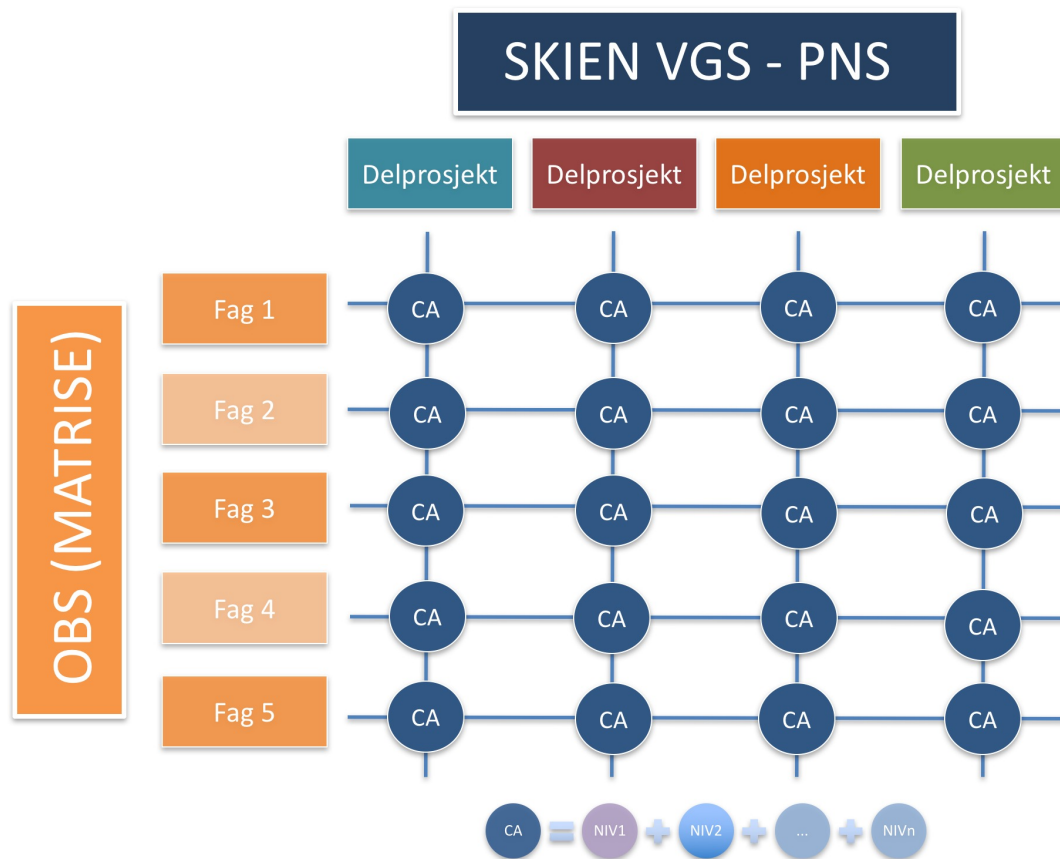 SKIEN VGS - PNS
Delprosjekt Delprosjekt Delprosjekt Delprosjekt
OBS (MATRISE)
Fag 1 CA CA CA CA
Fag 2 CA CA CA CA
Fag 3 CA CA CA CA
Fag 4 CA CA CA CA
Fag 5 CA CA CA CA
CA = NIV1 + NIV2 + ... + NIVn